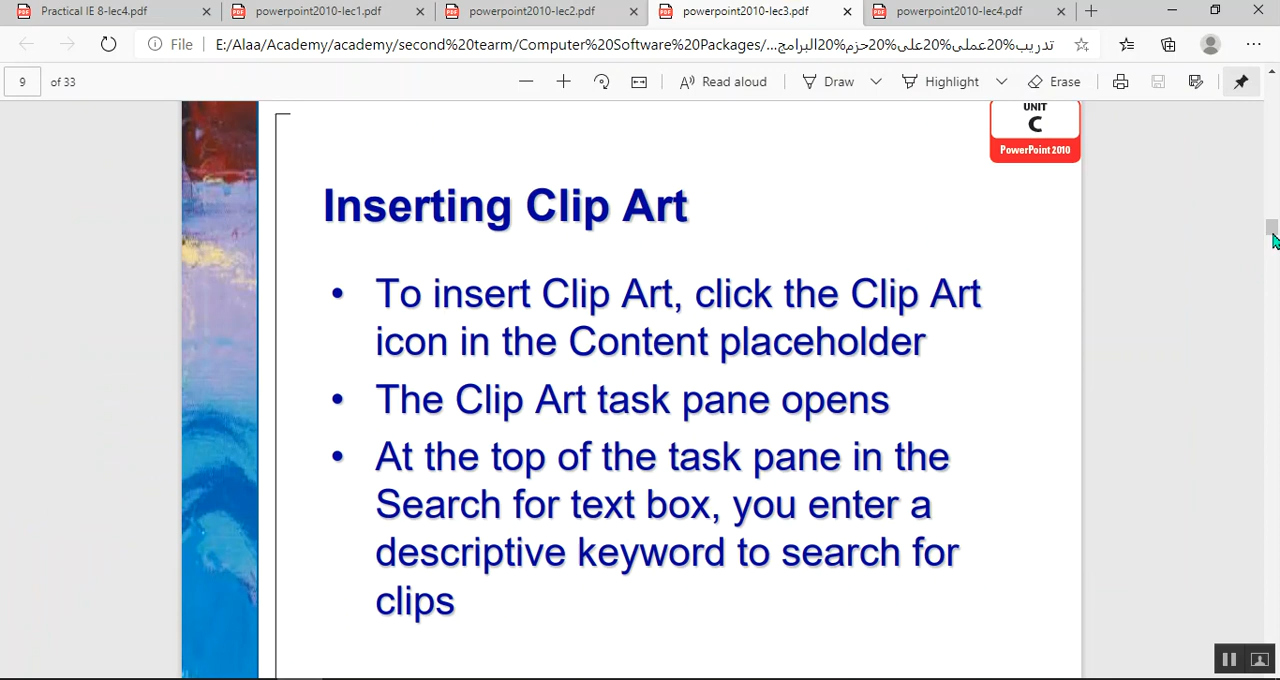 Practical IE 8-lec4.pdf
powerpoint2010-lec1.pdf
powerpoint2010-lec2.pdf
powerpoint2010-lec3.pdf
powerpoint2010-lec4.pdf
File
E:/Alaa/Academy/academy/second%20tearm/Computer%20Software%20Packages/...تدريب%20عملى%20على%20حزم%20البرامج
9
of 33
Read aloud
Draw
Highlight
Erase
UNIT
C
PowerPoint 2010
Inserting Clip Art
• To insert Clip Art, click the Clip Art
icon in the Content placeholder
• The Clip Art task pane opens
• At the top of the task pane in the
Search for text box, you enter a
descriptive keyword to search for
clips